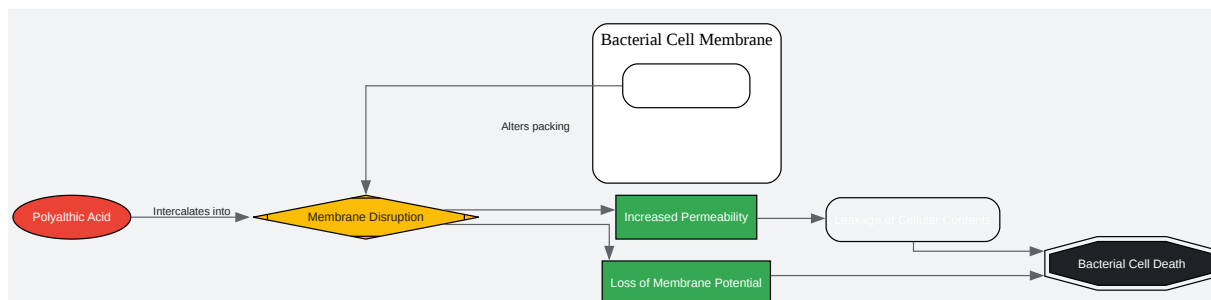 Bacterial Cell Membrane
Alters packing
Polyalthic Acid
Intercalates into
Membrane Disruption
Increased Permeability
Leakage of Cellular Contents
Loss of Membrane Potential
Bacterial Cell Death